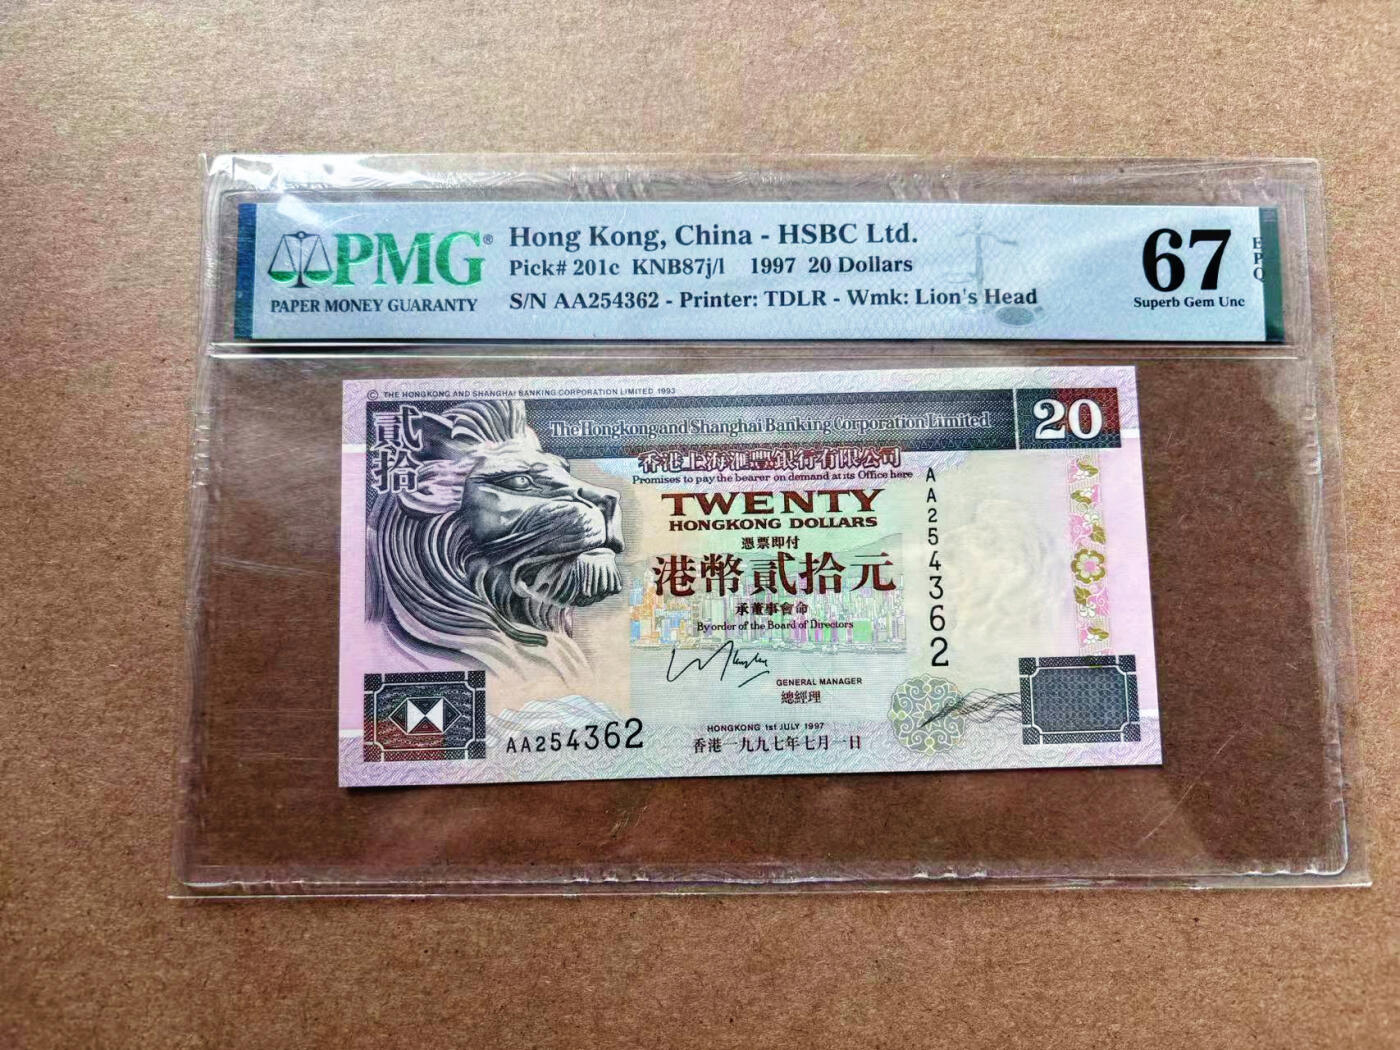 PMG®
PAPER MONEY GUARANTY
Hong Kong, China - HSBC Ltd.
Pick# 201c KNB87j/l 1997 20 Dollars
S/N AA254362 - Printer: TDLR - Wmk: Lion's Head
67
EPQ
Superb Gem Unc
© THE HONGKONG AND SHANGHAI BANKING CORPORATION LIMITED 1993
貳拾
The Hongkong and Shanghai Banking Corporation Limited
20
香港上海滙豐銀行有限公司
Promises to pay the bearer on demand at its Office here
TWENTY
HONGKONG DOLLARS
憑票即付
港幣貳拾元
承董事會命
By order of the Board of Directors
AA254362
GENERAL MANAGER
總經理
AA254362
HONGKONG 1st JULY 1997
香港一九九七年七月一日